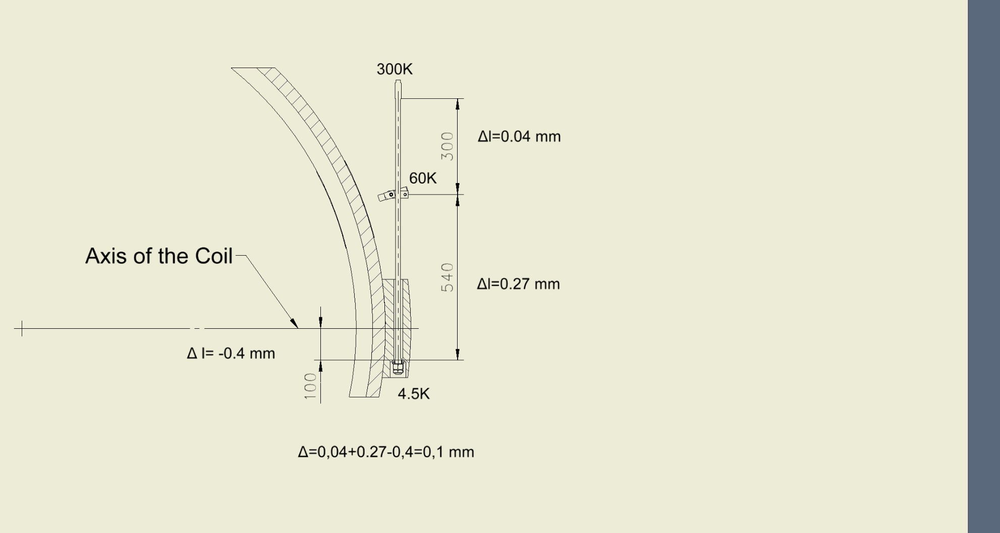 300K
300
Δl=0.04 mm
60K
Axis of the Coil
540
Δl=0.27 mm
Δ l= -0.4 mm
100
4.5K
Δ=0,04+0.27-0,4=0,1 mm